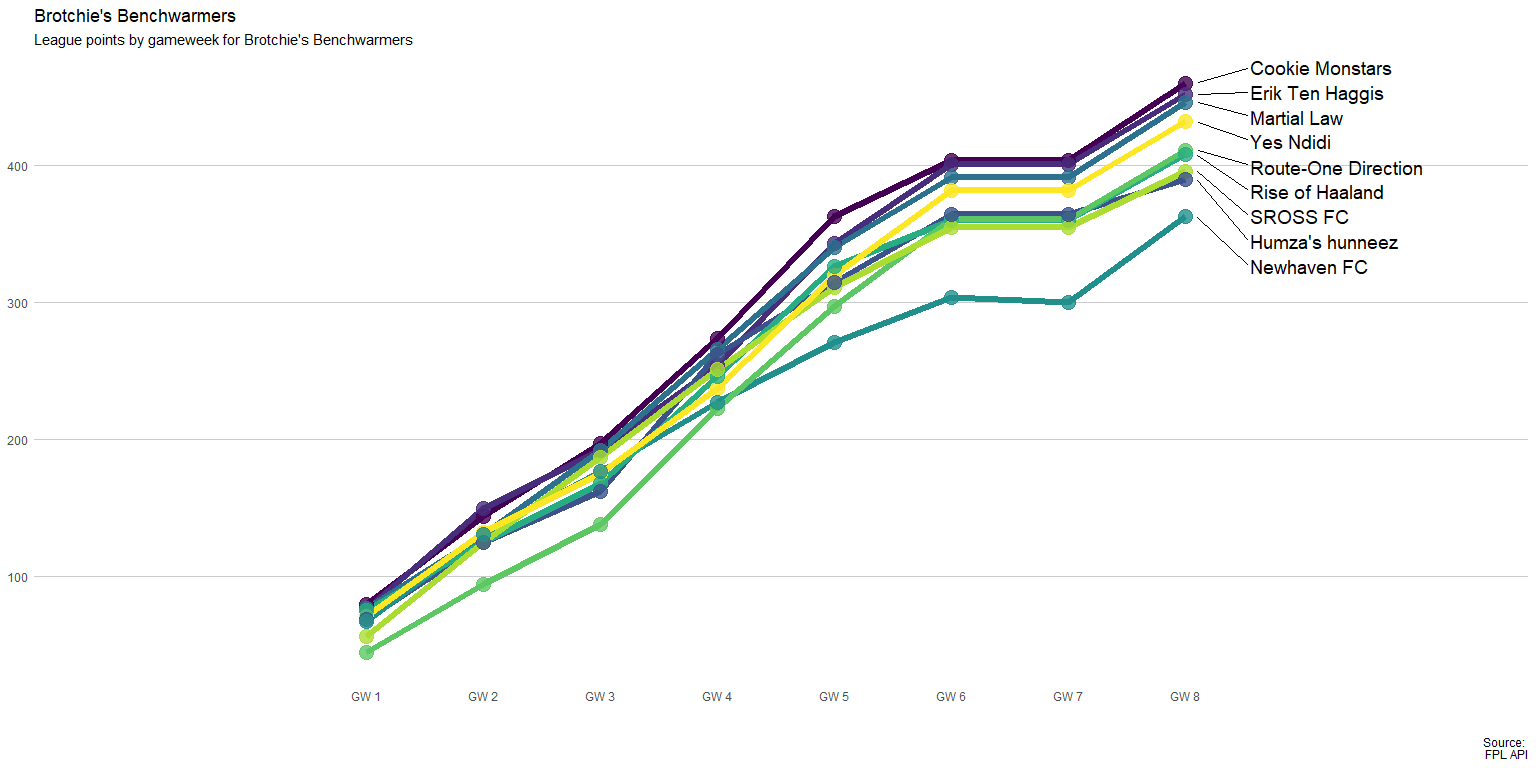 Brotchie's Benchwarmers
League points by gameweek for Brotchie's Benchwarmers
Cookie Monstars
Erik Ten Haggis
Martial Law
Yes Ndidi
Route-One Direction
Rise of Haaland
SROSS FC
Humza's hunneez
Newhaven FC
400
300
200
100
GW 1 GW 2 GW 3 GW 4 GW 5 GW 6 GW 7 GW 8
Source:
FPL API